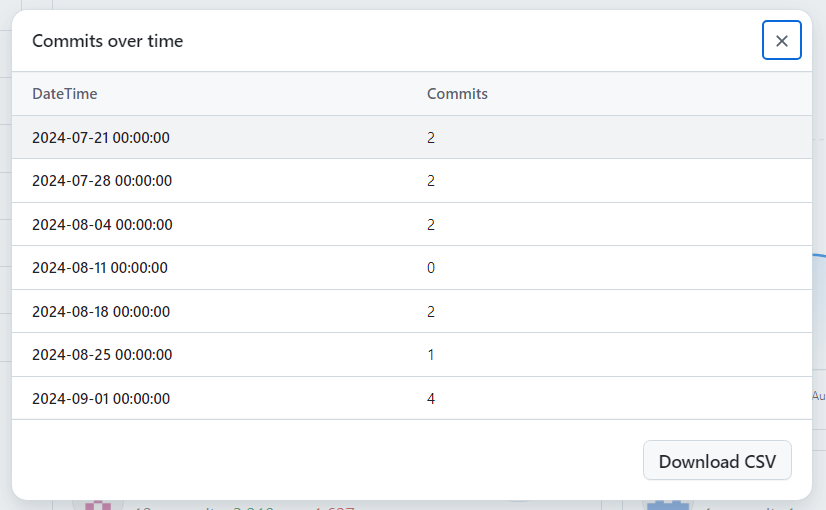 Commits over time
DateTime Commits
2024-07-21 00:00:00 2
2024-07-28 00:00:00 2
2024-08-04 00:00:00 2
2024-08-11 00:00:00 0
2024-08-18 00:00:00 2
2024-08-25 00:00:00 1
2024-09-01 00:00:00 4
Au
Download CSV